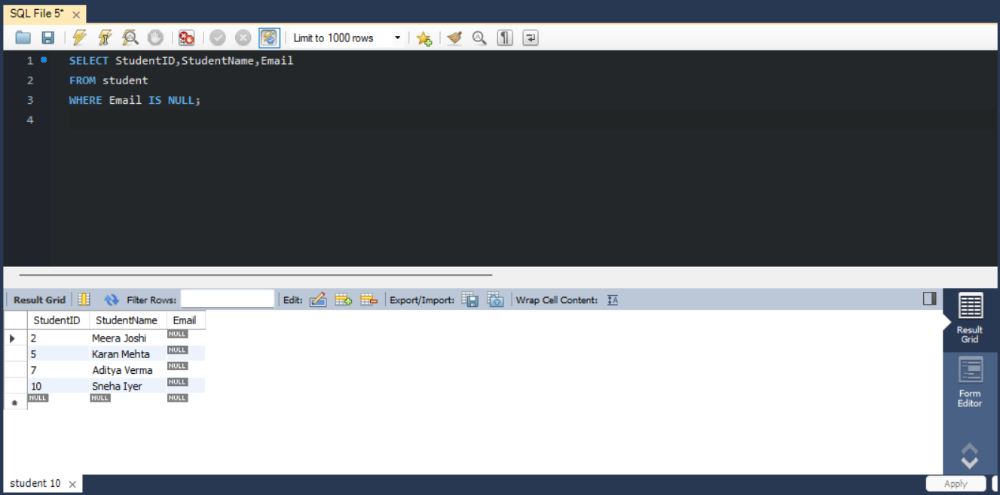 SQL File 5*
Limit to 1000 rows
1 SELECT StudentID,StudentName,Email
2 FROM student
3 WHERE Email IS NULL;
4
Result Grid Filter Rows: Edit: Export/Import: Wrap Cell Content:
StudentID StudentName Email
2 Meera Joshi NULL
5 Karan Mehta NULL
7 Aditya Verma NULL
10 Sneha Iyer NULL
NULL NULL NULL
Result
Grid
Form
Editor
student 10
Apply